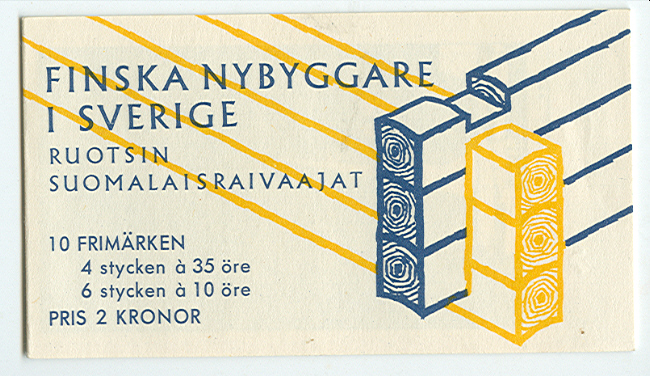 FINSKA NYBYGGARE
I SVERIGE
RUOTSIN
SUOMALAISRAIVAAJAT
10 FRIMÄRKEN
4 stycken à 35 öre
6 stycken à 10 öre
PRIS 2 KRONOR